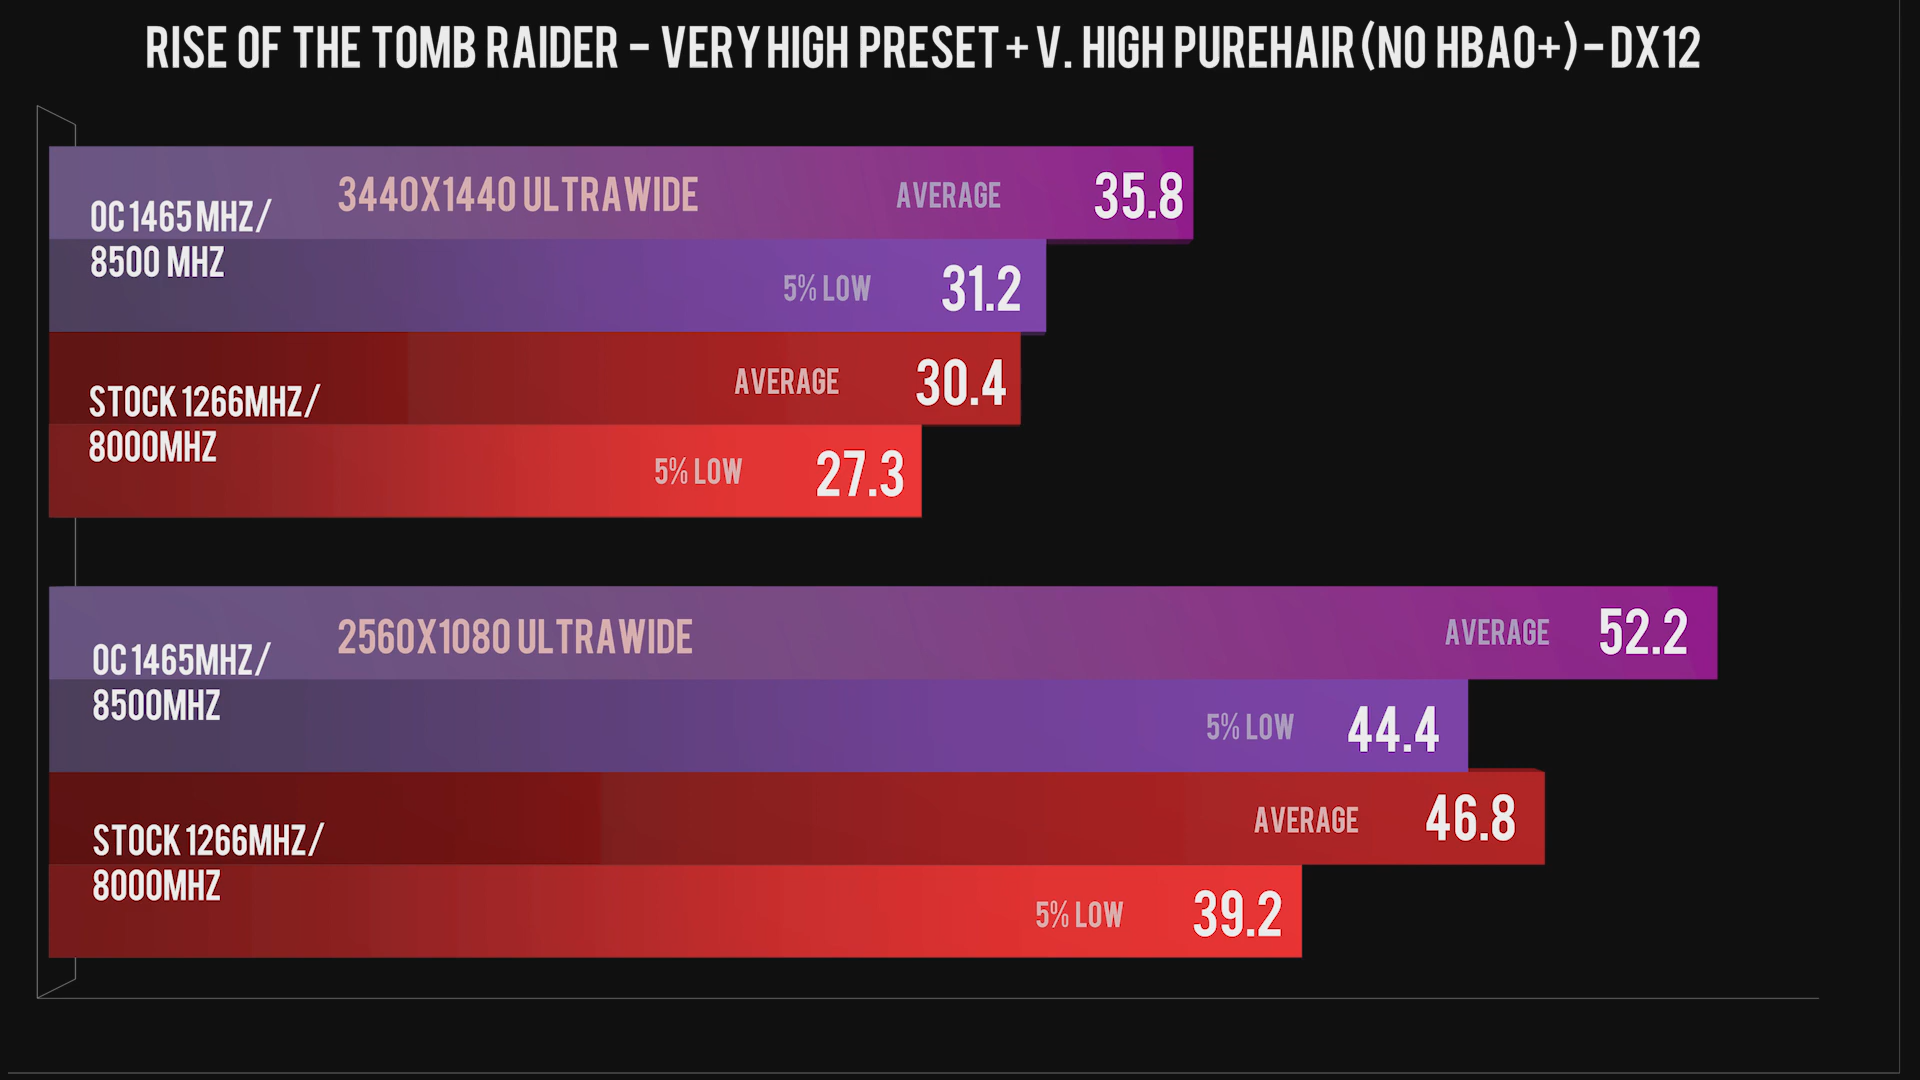 RISE OF THE TOMB RAIDER - VERY HIGH PRESET + V. HIGH PUREHAIR (NO HBAO+) - DX12
3440X1440 ULTRAWIDE
AVERAGE 35.8
OC 1465 MHZ/
8500 MHZ
5% LOW 31.2
AVERAGE 30.4
STOCK 1266MHZ/
8000MHZ
5% LOW 27.3
2560X1080 ULTRAWIDE
AVERAGE 52.2
OC 1465MHZ/
8500MHZ
5% LOW 44.4
AVERAGE 46.8
STOCK 1266MHZ/
8000MHZ
5% LOW 39.2